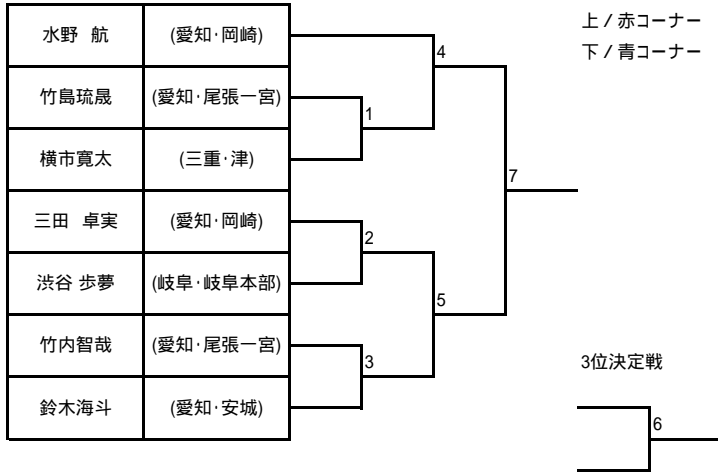 水野 航 (愛知・岡崎)
竹島琉晟 (愛知・尾張一宮)
横市寛太 (三重・津)
三田 卓実 (愛知・岡崎)
渋谷 歩夢 (岐阜・岐阜本部)
竹内智哉 (愛知・尾張一宮)
鈴木海斗 (愛知・安城)
1
2
3
4
5
7
上 / 赤コーナー
下 / 青コーナー
3位決定戦
6